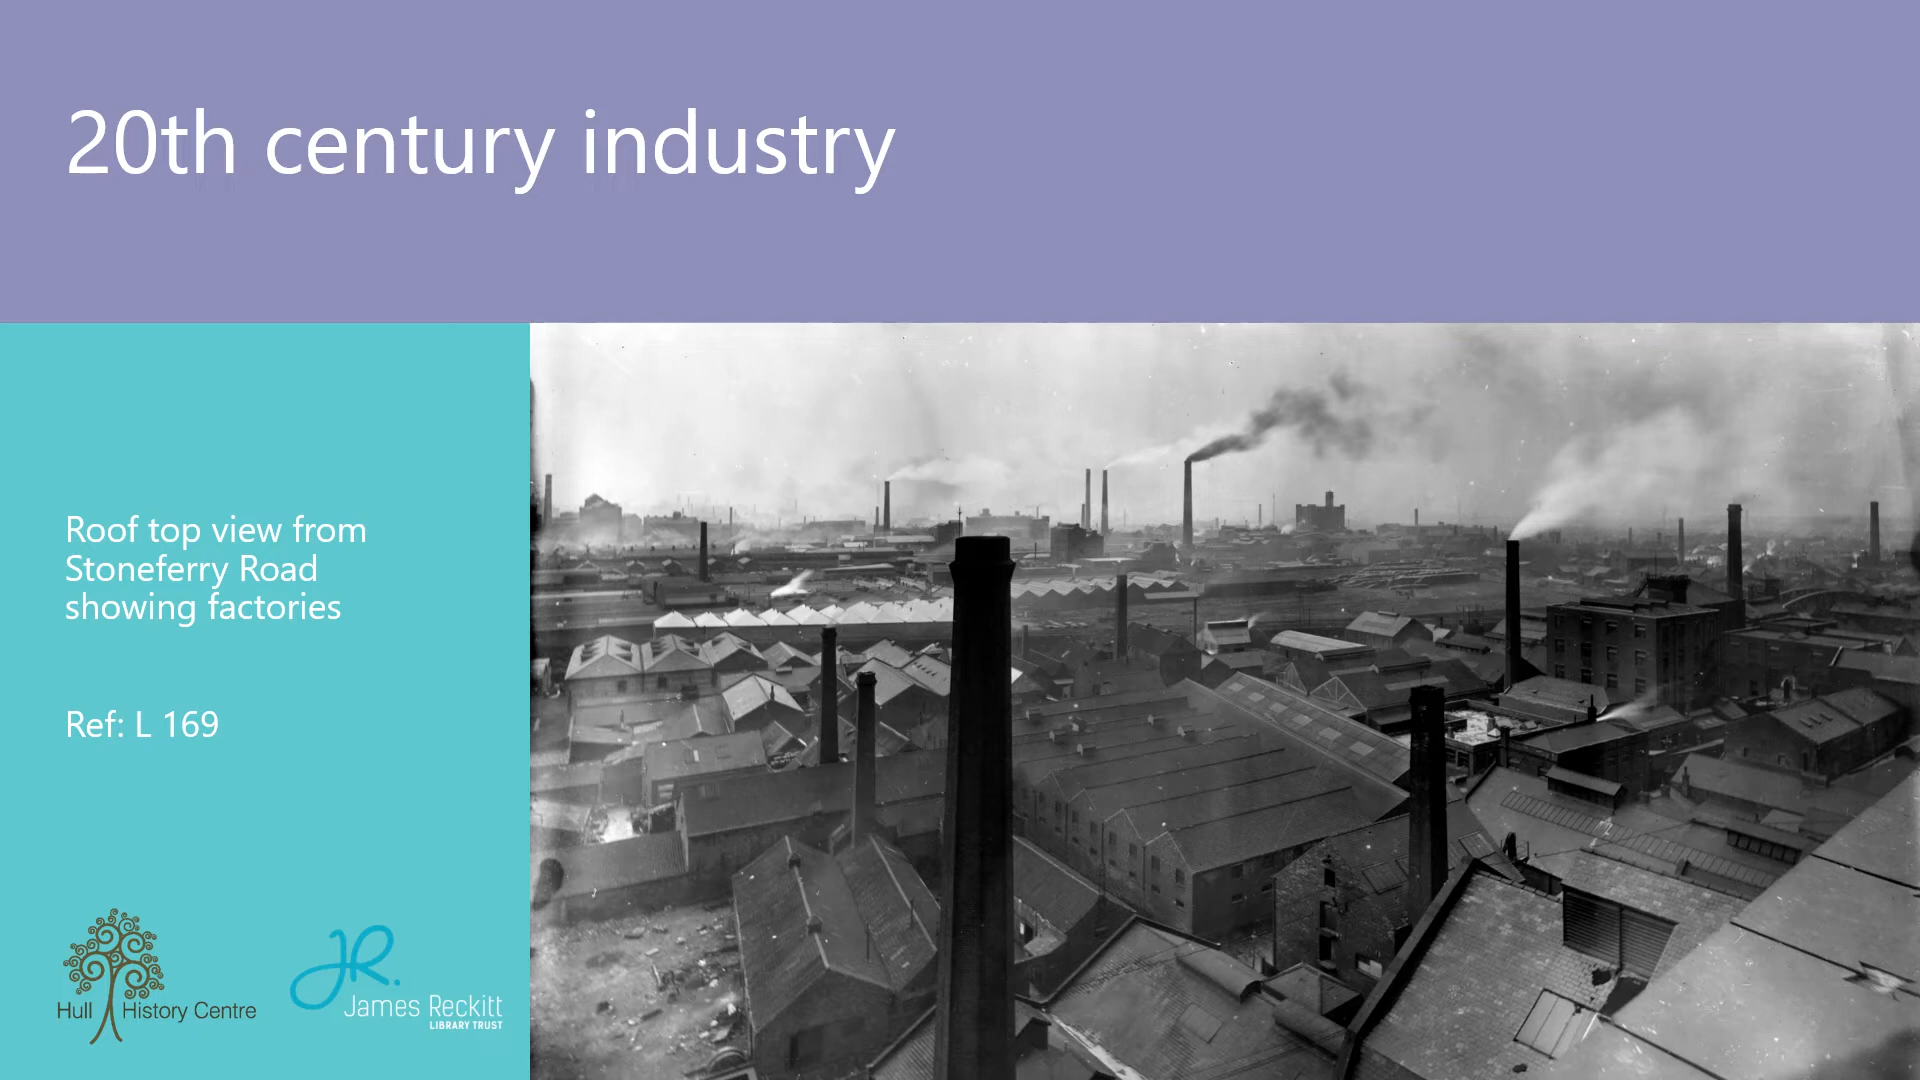 20th century industry
Roof top view from
Stoneferry Road
showing factories
Ref: L 169
Hull History Centre
JR.
James Reckitt
LIBRARY TRUST